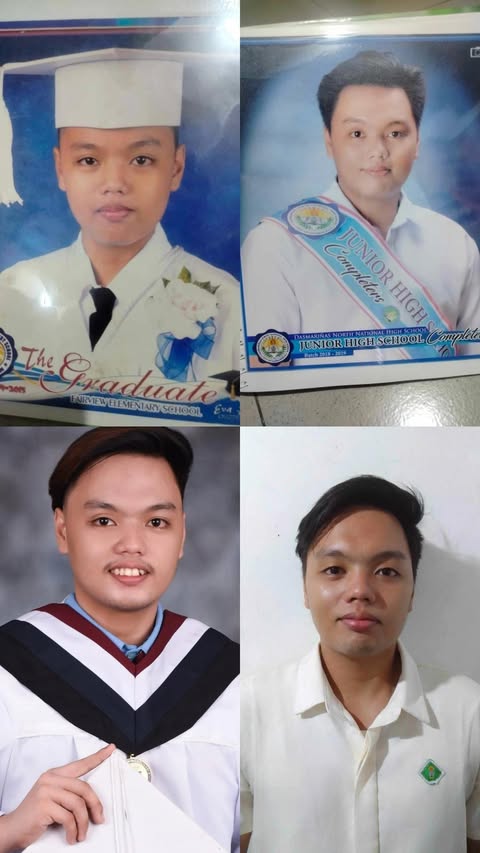 The
Graduate
FAIRVIEW ELEMENTARY SCHOOL
JUNIOR HIGH
Completers
DASMARIÑAS NORTH NATIONAL HIGH SCHOOL
JUNIOR HIGH SCHOOL Completers
Batch 2018 - 2019